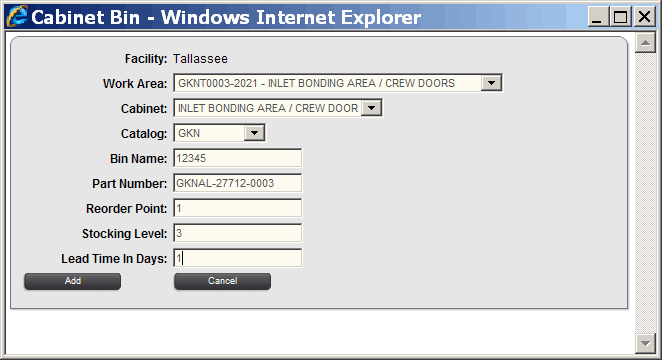 Cabinet Bin - Windows Internet Explorer
Facility: Tallassee
Work Area: GKNT0003-2021 - INLET BONDING AREA / CREW DOORS
Cabinet: INLET BONDING AREA / CREW DOOR
Catalog: GKN
Bin Name: 12345
Part Number: GKNAL-27712-0003
Reorder Point: 1
Stocking Level: 3
Lead Time In Days: 1
Add Cancel